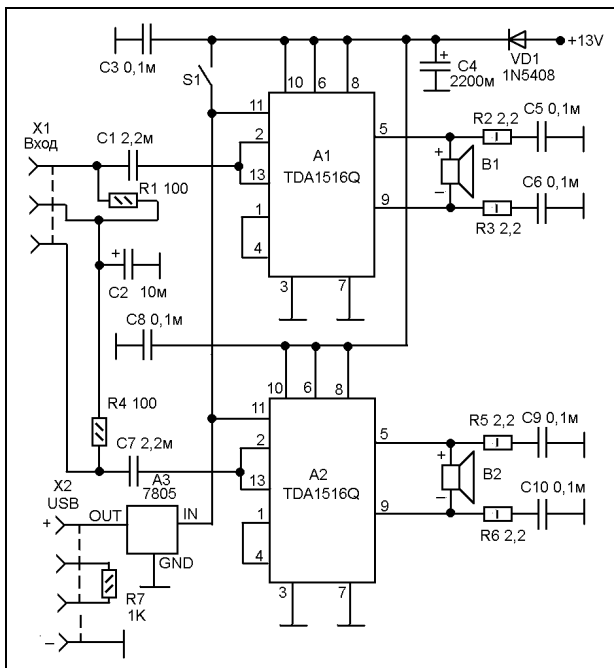 C3 0,1м
S1
+
C4
2200м
VD1
1N5408
+13V
10
6
8
11
X1
Вход
C1 2,2м
2
13
A1
TDA1516Q
5
R2 2,2
C5 0,1м
+
B1
–
R1 100
1
4
9
C6 0,1м
R3 2,2
+
C2 10м
3
7
C8 0,1м
10
6
8
11
R4 100
C7 2,2м
2
13
A2
TDA1516Q
5
R5 2,2
C9 0,1м
+
B2
–
A3
7805
X2
USB
+
OUT
IN
GND
1
4
9
C10 0,1м
R6 2,2
R7
1K
3
7
–